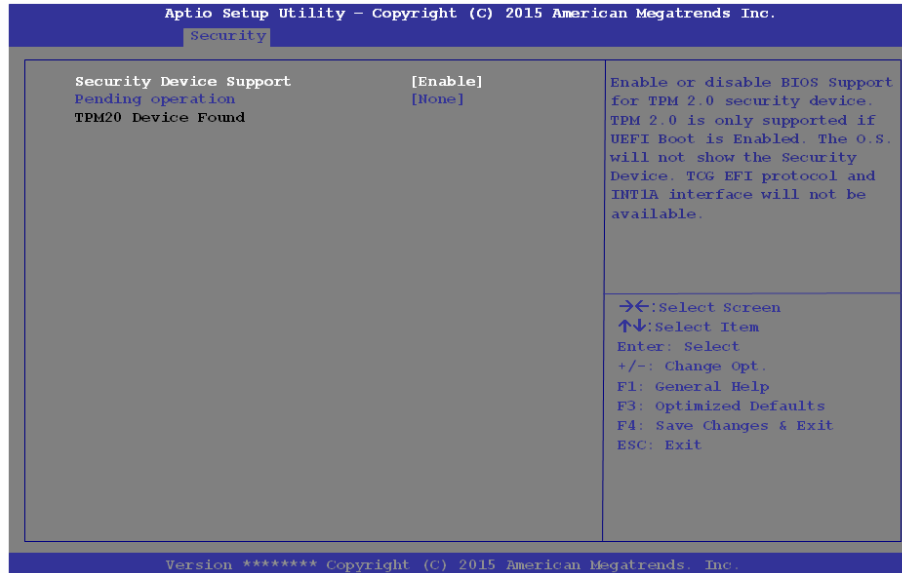 Aptio Setup Utility – Copyright (C) 2015 American Megatrends Inc.
Security
Security Device Support [Enable]
Pending operation [None]
TPM20 Device Found
Enable or disable BIOS Support
for TPM 2.0 security device.
TPM 2.0 is only supported if
UEFI Boot is Enabled. The O.S.
will not show the Security
Device. TCG EFI protocol and
INT1A interface will not be
available.
→←:Select Screen
↑↓:Select Item
Enter: Select
+/-: Change Opt.
F1: General Help
F3: Optimized Defaults
F4: Save Changes & Exit
ESC: Exit
Version ******** Copyright (C) 2015 American Megatrends. Inc.